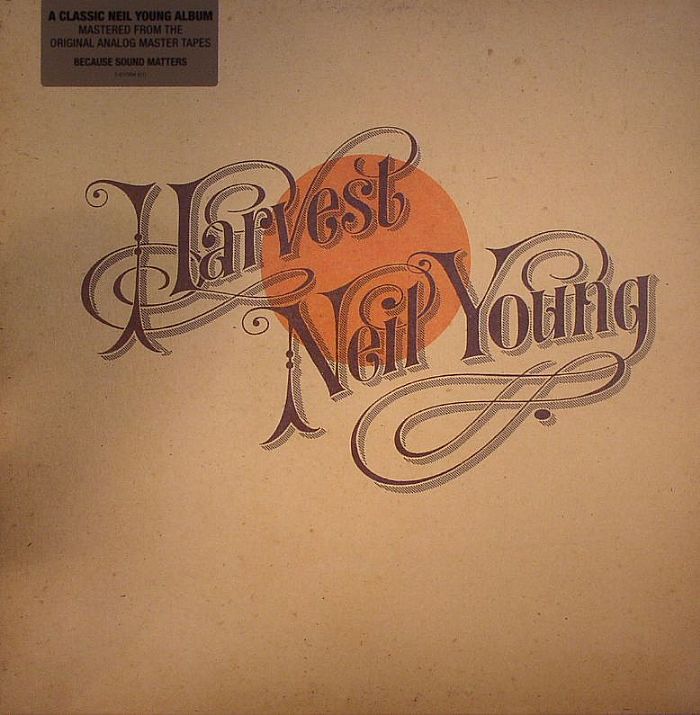 A CLASSIC NEIL YOUNG ALBUM
MASTERED FROM THE
ORIGINAL ANALOG MASTER TAPES
BECAUSE SOUND MATTERS
Harvest
Neil Young